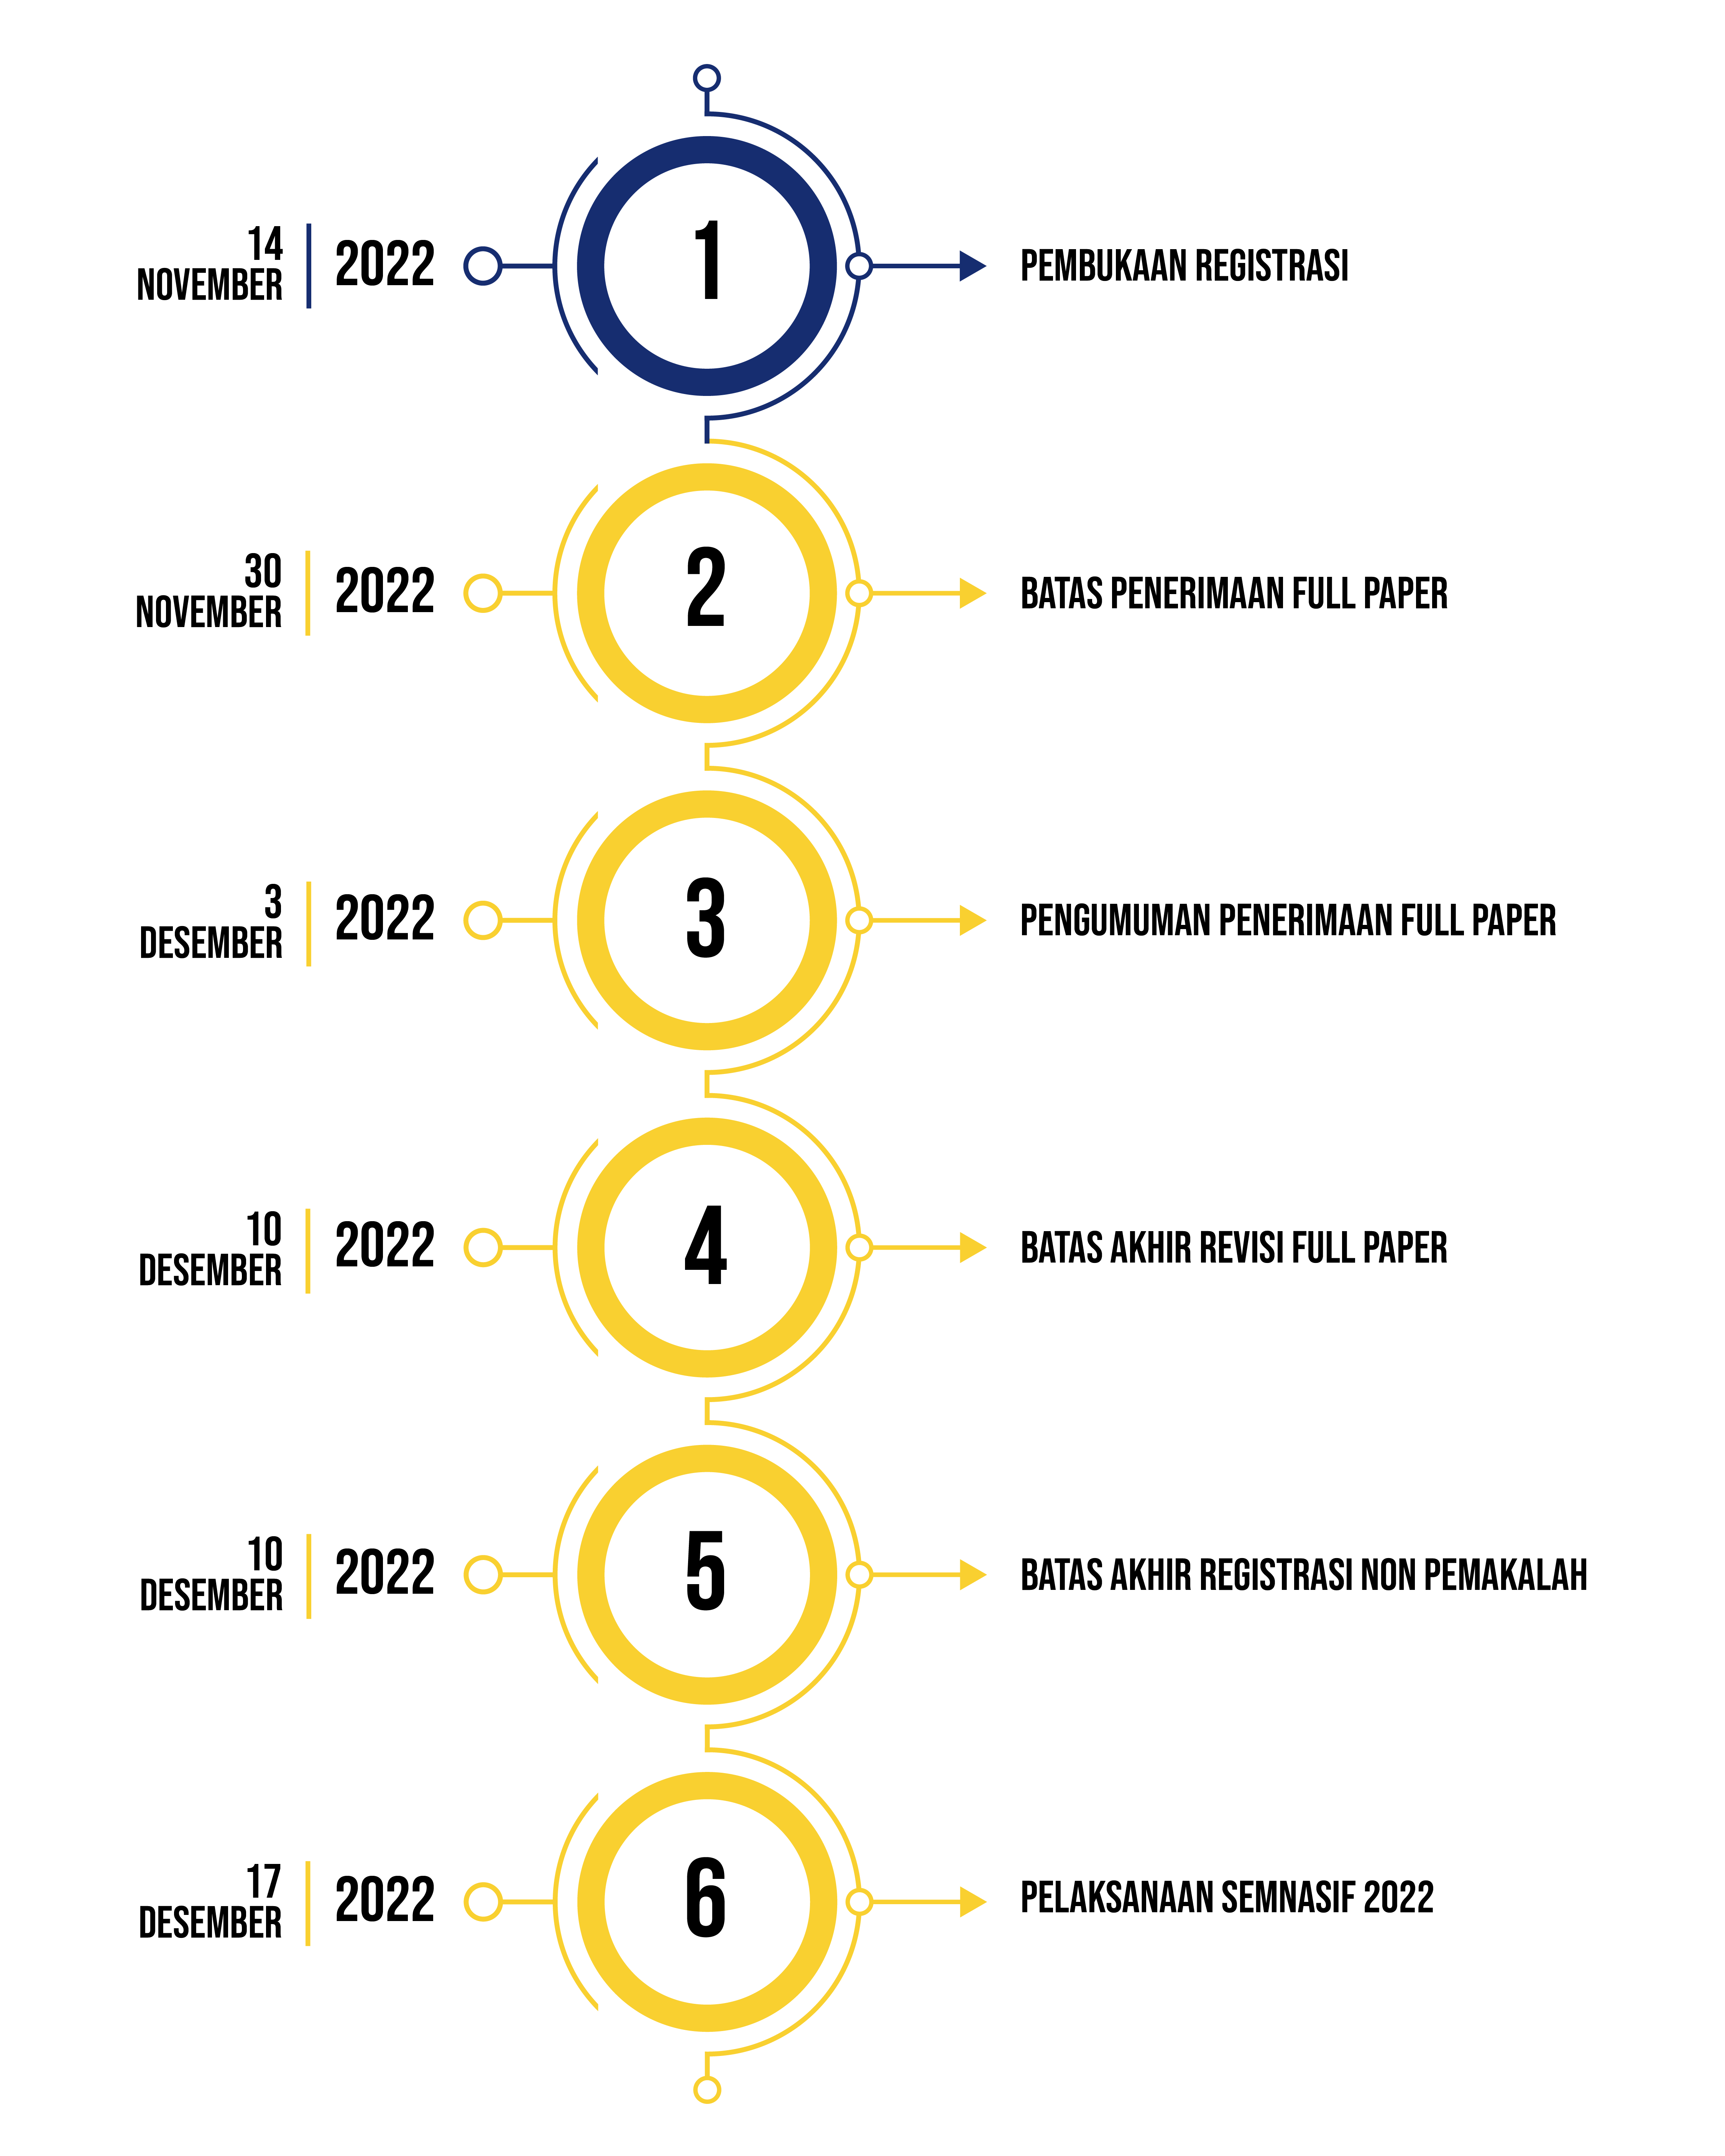 14
NOVEMBER
2022
1
PEMBUKAAN REGISTRASI
30
NOVEMBER
2022
2
BATAS PENERIMAAN FULL PAPER
3
DESEMBER
2022
3
PENGUMUMAN PENERIMAAN FULL PAPER
10
DESEMBER
2022
4
BATAS AKHIR REVISI FULL PAPER
10
DESEMBER
2022
5
BATAS AKHIR REGISTRASI NON PEMAKALAH
17
DESEMBER
2022
6
PELAKSANAAN SEMNASIF 2022